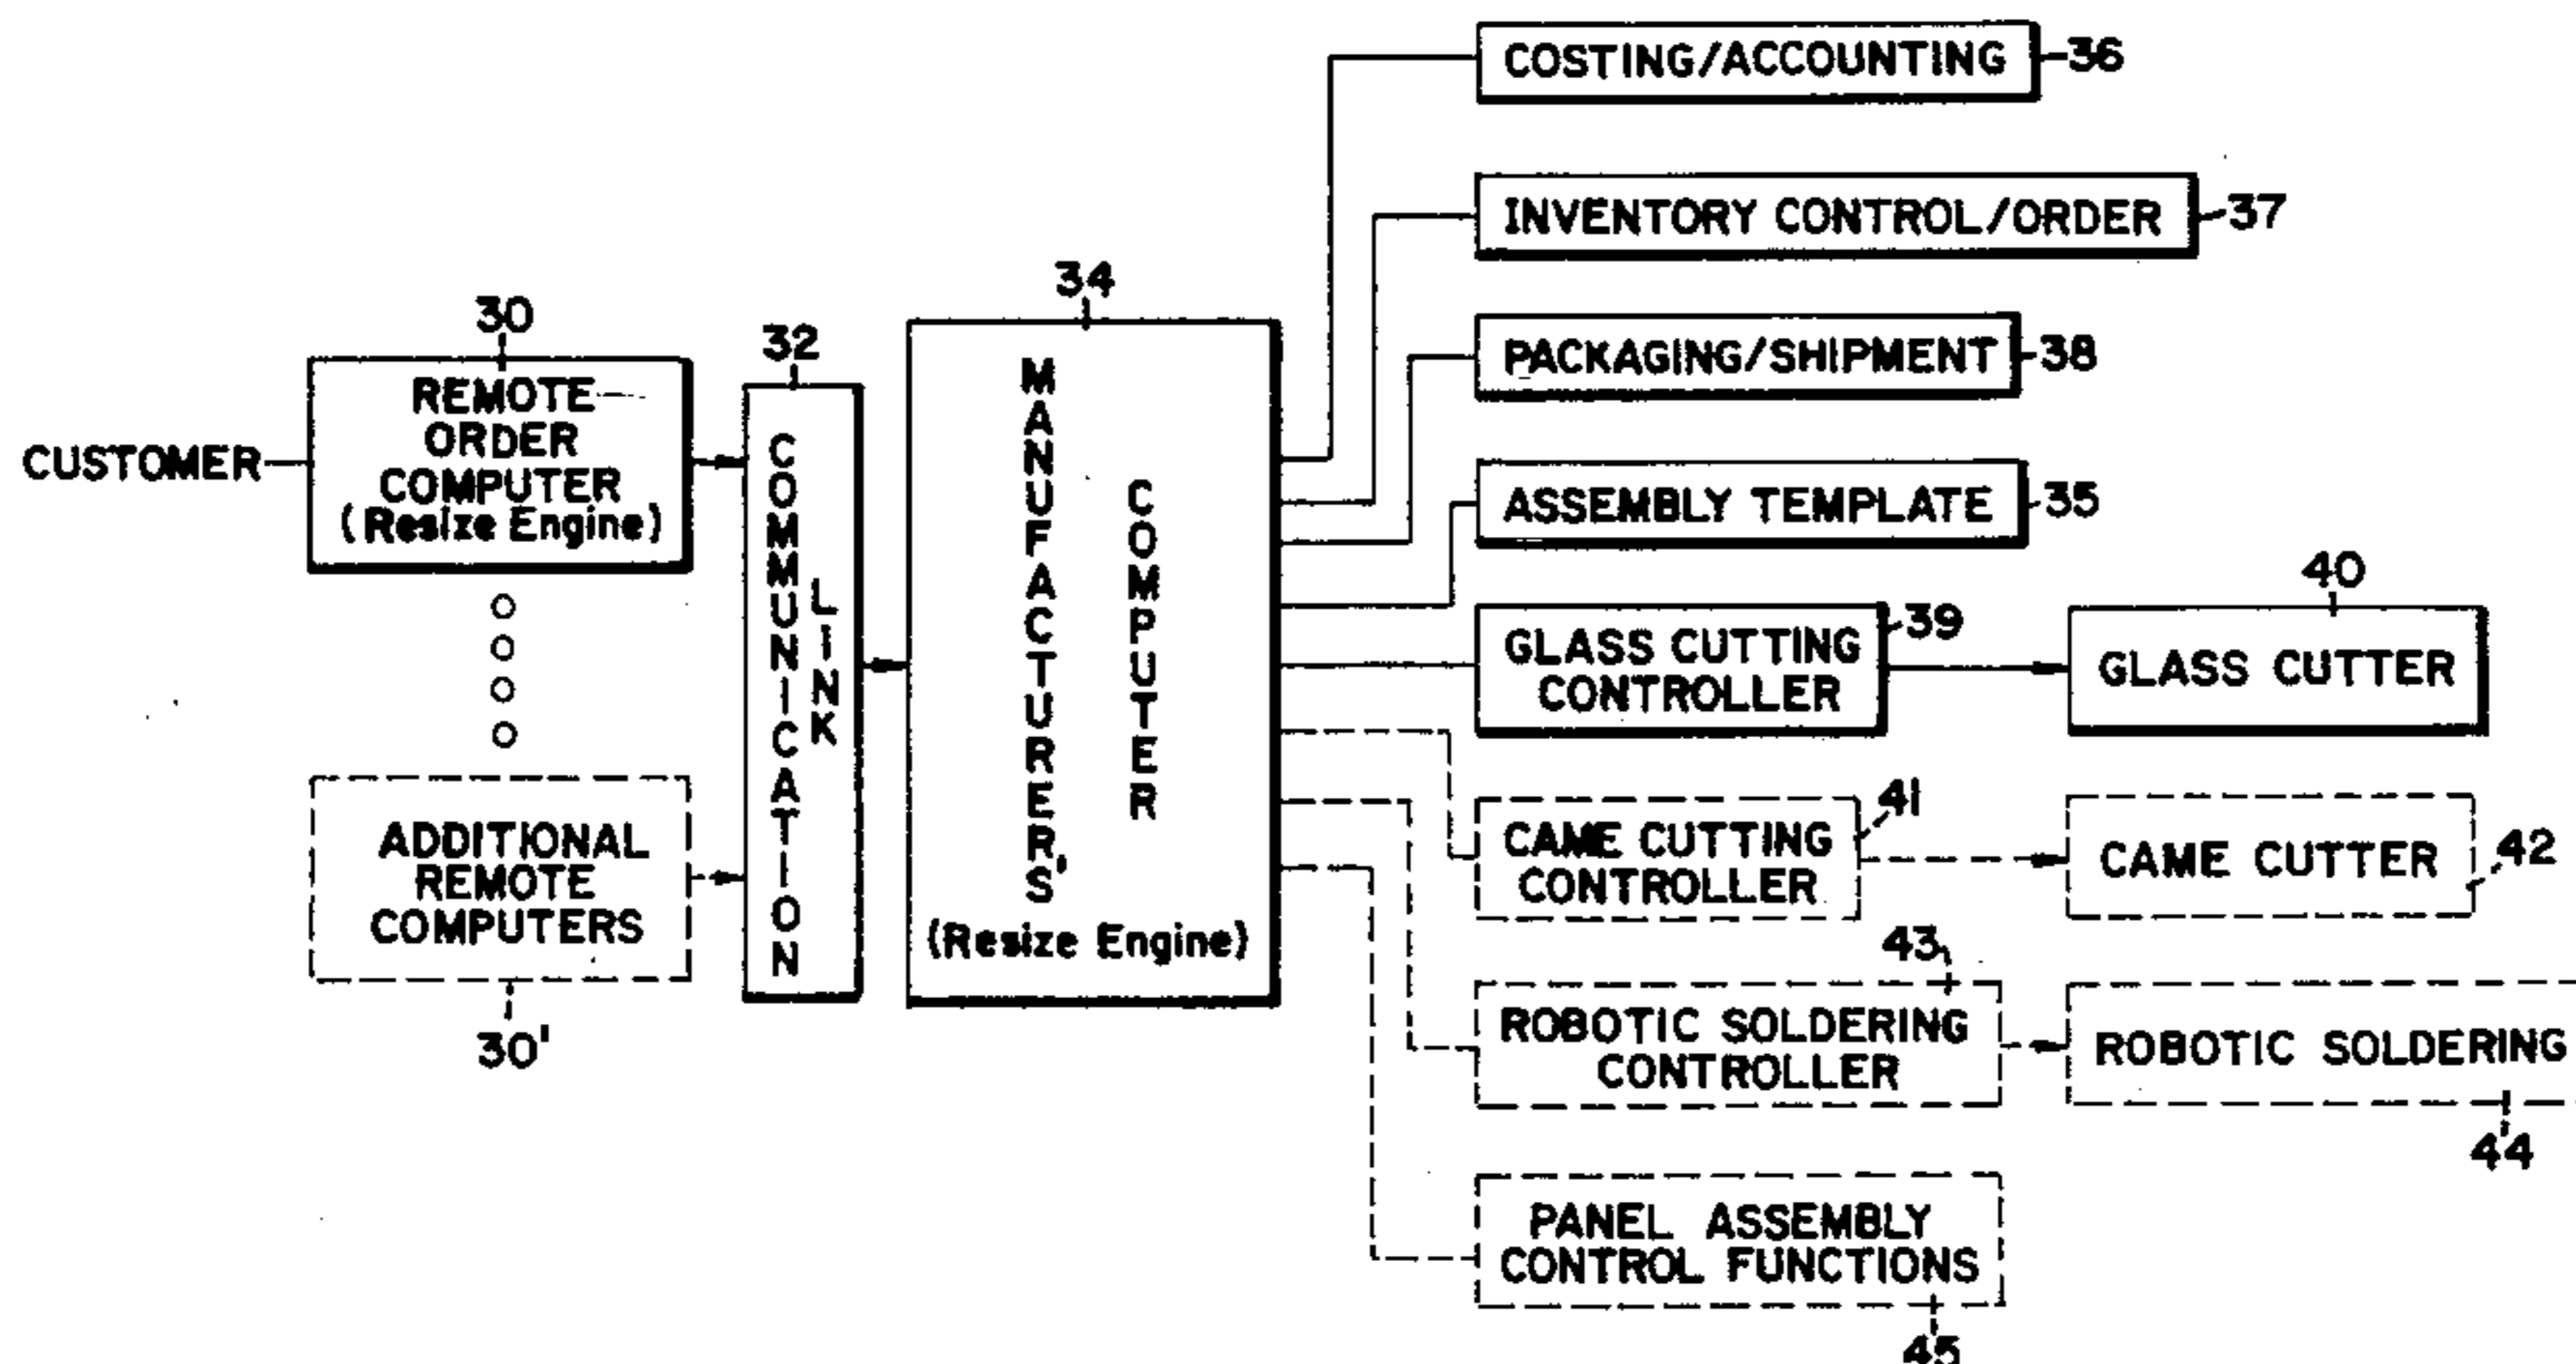 COSTING/ACCOUNTING
36
INVENTORY CONTROL/ORDER
37
PACKAGING/SHIPMENT
38
ASSEMBLY TEMPLATE
35
34
MANUFACTURERS'
COMPUTER
(Resize Engine)
30
REMOTE
ORDER
COMPUTER
(Resize Engine)
CUSTOMER
32
COMMUNICATION
LINK
ADDITIONAL
REMOTE
COMPUTERS
30'
GLASS CUTTING
CONTROLLER
39
GLASS CUTTER
40
CAME CUTTING
CONTROLLER
41
CAME CUTTER
42
ROBOTIC SOLDERING
CONTROLLER
43
ROBOTIC SOLDERING
44
PANEL ASSEMBLY
CONTROL FUNCTIONS
45